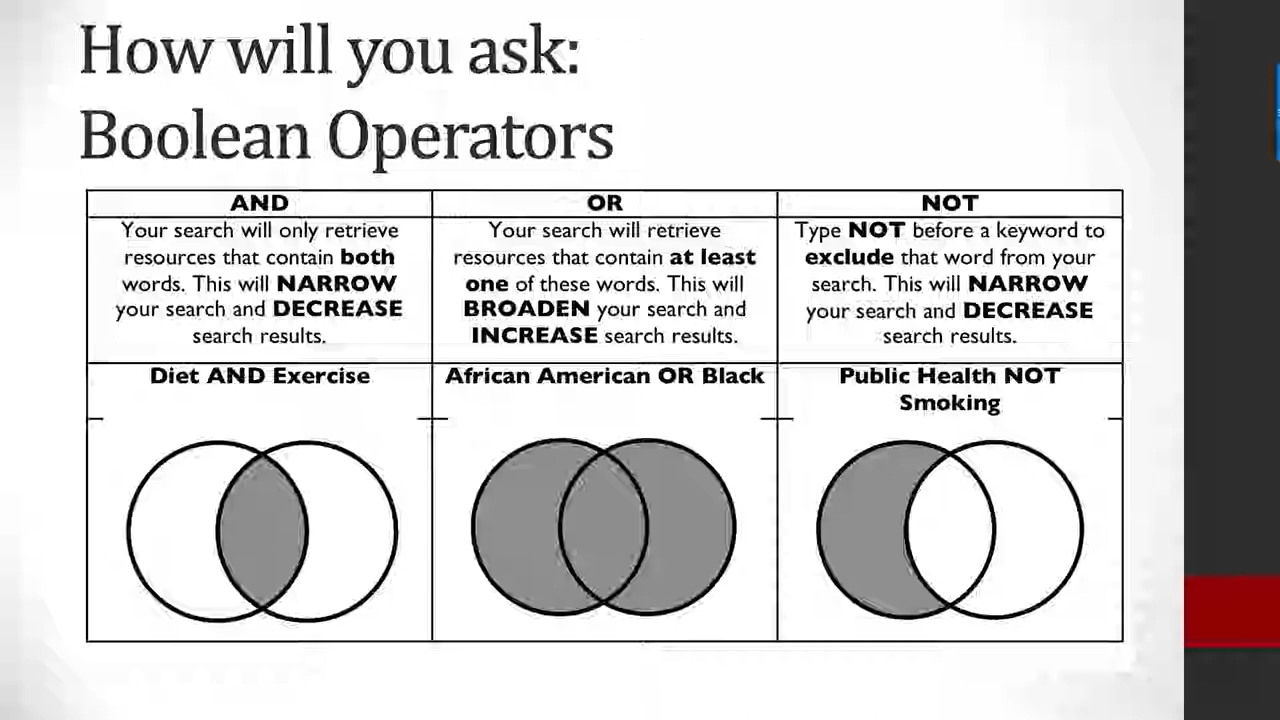 How will you ask:
Boolean Operators
AND
Your search will only retrieve
resources that contain both
words. This will NARROW
your search and DECREASE
search results.
OR
Your search will retrieve
resources that contain at least
one of these words. This will
BROADEN your search and
INCREASE search results.
NOT
Type NOT before a keyword to
exclude that word from your
search. This will NARROW
your search and DECREASE
search results.
Diet AND Exercise
African American OR Black
Public Health NOT
Smoking